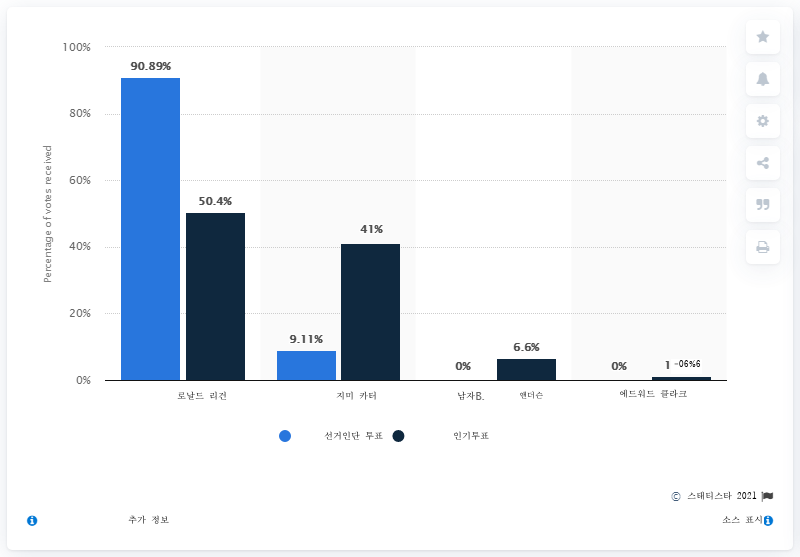 100%
90.89%
80%
60%
50.4%
Percentage of votes received
40%
41%
20%
9.11%
0%
6.6%
0%
1 -06%6
0%
로날드 리건
지미 카터
남자B. 앤더슨
에드워드 클라크
선거인단 투표
인기투표
© 스태티스타 2021
추가 정보
소스 표시